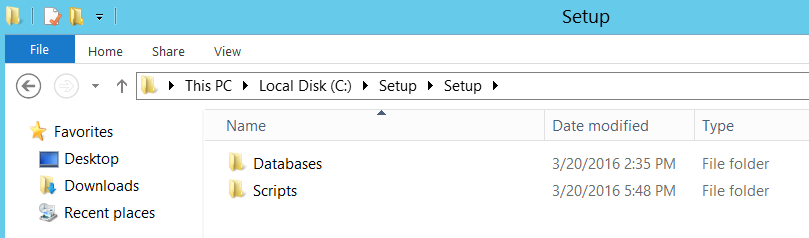 Setup
File Home Share View
This PC Local Disk (C:) Setup Setup
Name Date modified Type
Favorites
Desktop
Downloads
Recent places
Databases 3/20/2016 2:35 PM File folder
Scripts 3/20/2016 5:48 PM File folder